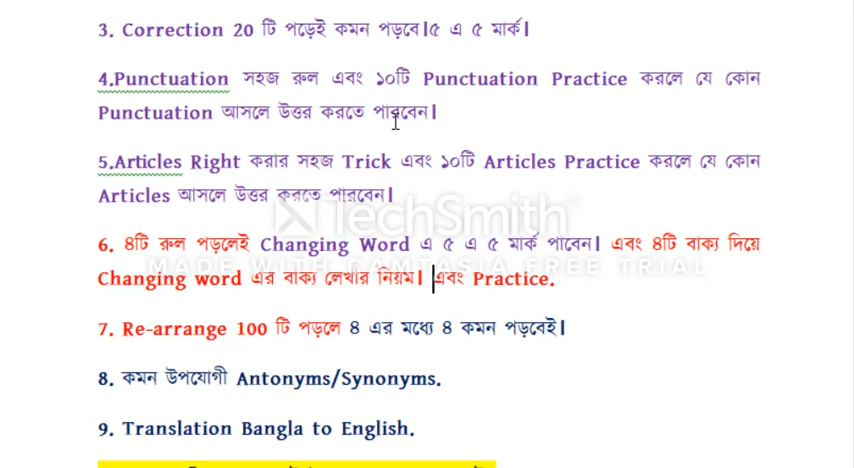 3. Correction 20 টি পড়েই কমন পড়বে।৫ এ ৫ মার্ক।
4.Punctuation সহজ রুল এবং ১০টি Punctuation Practice করলে যে কোন
Punctuation আসলে উত্তর করতে পারবেন।
5.Articles Right করার সহজ Trick এবং ১০টি Articles Practice করলে যে কোন
Articles আসলে উত্তর করতে পারবেন।
TechSmith
6. ৪টি রুল পড়লেই Changing Word এ ৫ এ ৫ মার্ক পাবেন। এবং ৪টি বাক্য দিয়ে
MADE WITH CAMTASIA FREE TRIAL
Changing word এর বাক্য লেখার নিয়ম। এবং Practice.
7. Re-arrange 100 টি পড়লে ৪ এর মধ্যে ৪ কমন পড়বেই।
8. কমন উপযোগী Antonyms/Synonyms.
9. Translation Bangla to English.